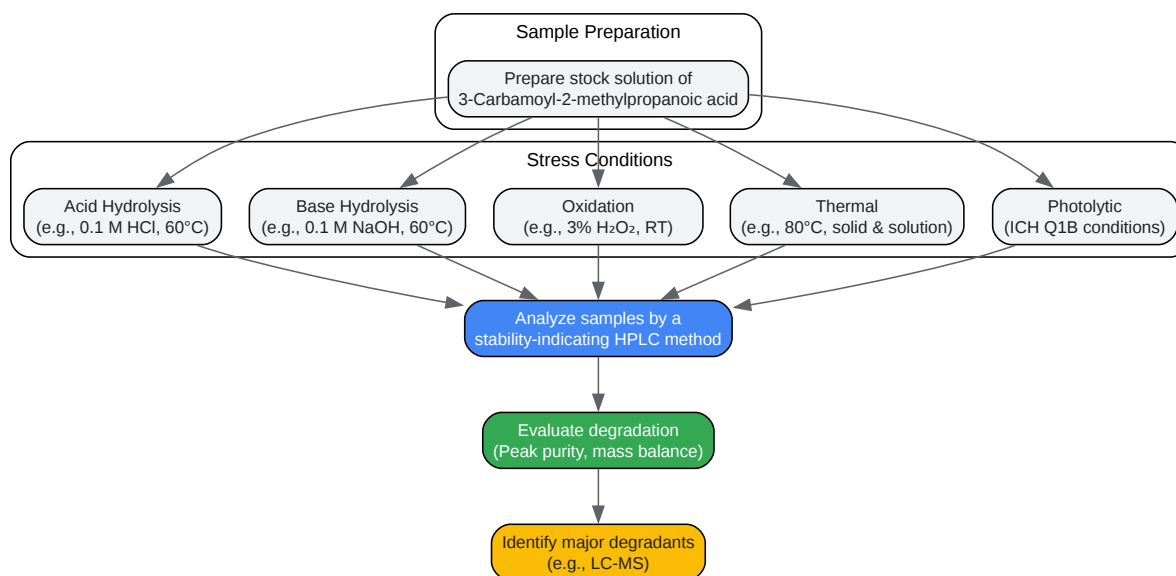 Sample Preparation
Prepare stock solution of
3-Carbamoyl-2-methylpropanoic acid
Stress Conditions
Acid Hydrolysis
(e.g., 0.1 M HCl, 60°C)
Base Hydrolysis
(e.g., 0.1 M NaOH, 60°C)
Oxidation
(e.g., 3% H₂O₂, RT)
Thermal
(e.g., 80°C, solid & solution)
Photolytic
(ICH Q1B conditions)
Analyze samples by a
stability-indicating HPLC method
Evaluate degradation
(Peak purity, mass balance)
Identify major degradants
(e.g., LC-MS)